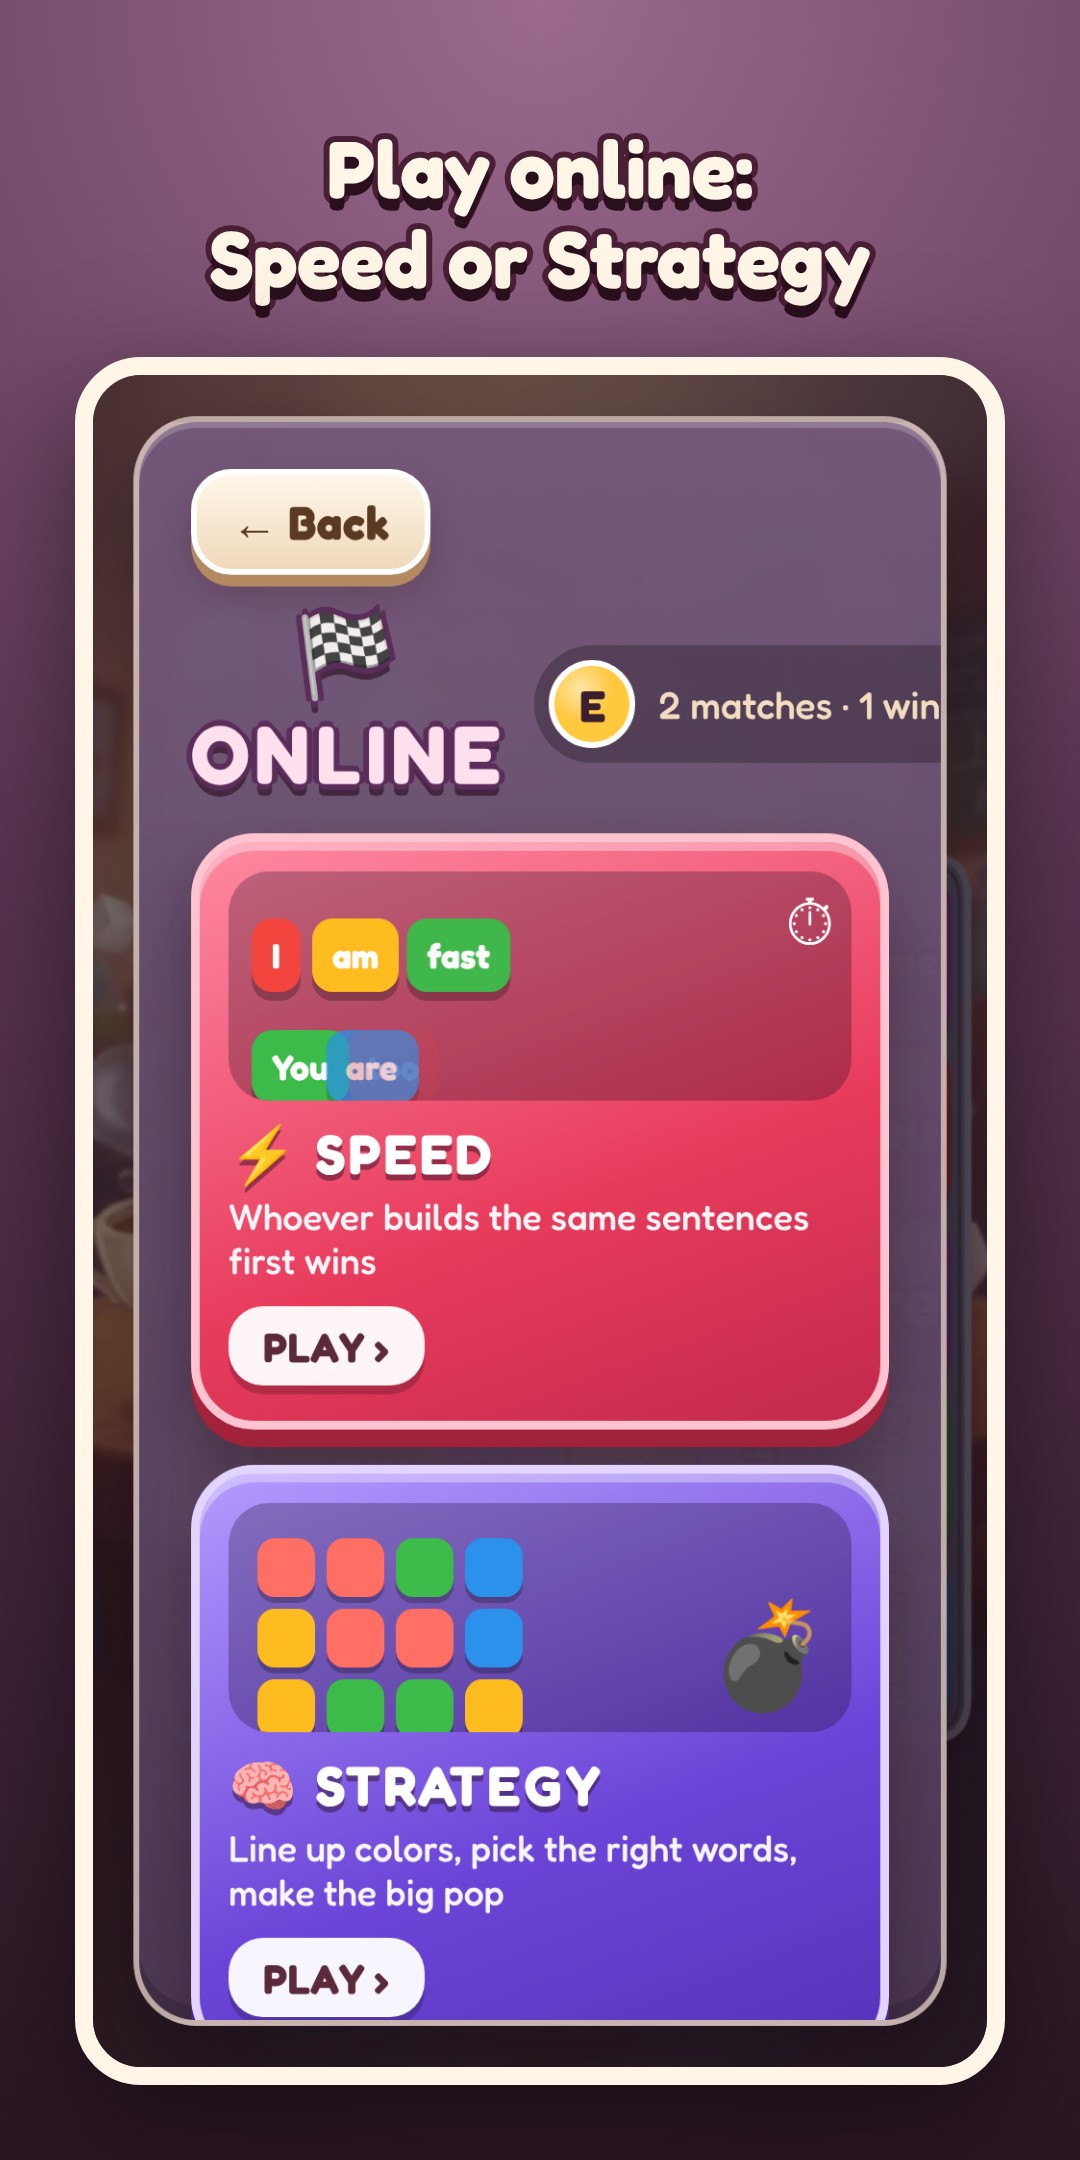 Play online:
Speed or Strategy
← Back
ONLINE
E
2 matches · 1 win
I am fast
You are
⚡ SPEED
Whoever builds the same sentences
first wins
PLAY ›
🧠 STRATEGY
Line up colors, pick the right words,
make the big pop
PLAY ›